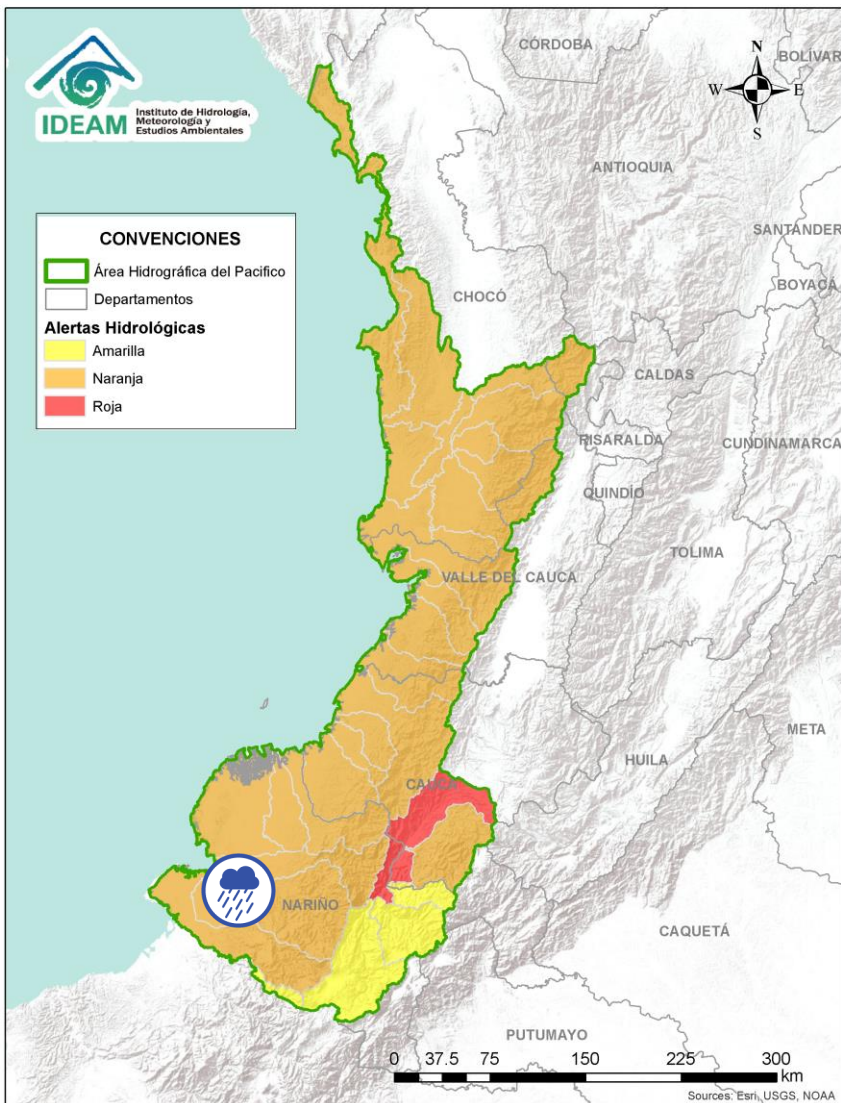 IDEAM
Instituto de Hidrología,
Meteorología y
Estudios Ambientales
CÓRDOBA
BOLÍVAR
N
W
E
S
ANTIOQUIA
SANTANDER
BOYACÁ
CONVENCIONES
Área Hidrográfica del Pacifico
Departamentos
Alertas Hidrológicas
Amarilla
Naranja
Roja
CHOCÓ
CALDAS
RISARALDA
CUNDINAMARCA
QUINDÍO
TOLIMA
VALLE DEL CAUCA
META
HUILA
CAUCA
NARIÑO
CAQUETÁ
PUTUMAYO
0 37.5 75 150 225 300
km
Sources: Esri, USGS, NOAA